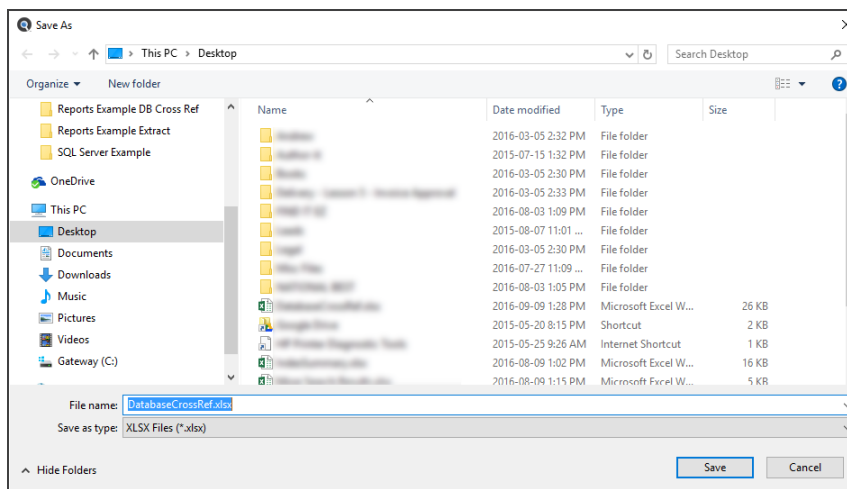 Save As
This PC > Desktop
Search Desktop
Organize
New folder
Reports Example DB Cross Ref
Reports Example Extract
SQL Server Example
OneDrive
This PC
Desktop
Documents
Downloads
Music
Pictures
Videos
Gateway (C:)
Name Date modified Type Size
2016-03-05 2:32 PM File folder
2015-07-15 1:32 PM File folder
2016-03-05 2:30 PM File folder
2016-03-05 2:33 PM File folder
2016-08-03 1:09 PM File folder
2015-08-07 11:01 ... File folder
2016-03-05 2:30 PM File folder
2016-07-27 11:09 ... File folder
2016-08-03 1:05 PM File folder
2016-09-09 1:28 PM Microsoft Excel W... 26 KB
2015-05-20 8:15 PM Shortcut 2 KB
2015-05-25 9:26 AM Internet Shortcut 1 KB
2016-08-09 1:02 PM Microsoft Excel W... 16 KB
2016-08-09 1:15 PM Microsoft Excel W... 5 KB
File name: DatabaseCrossRef.xlsx
Save as type: XLSX Files (*.xlsx)
Hide Folders
Save
Cancel